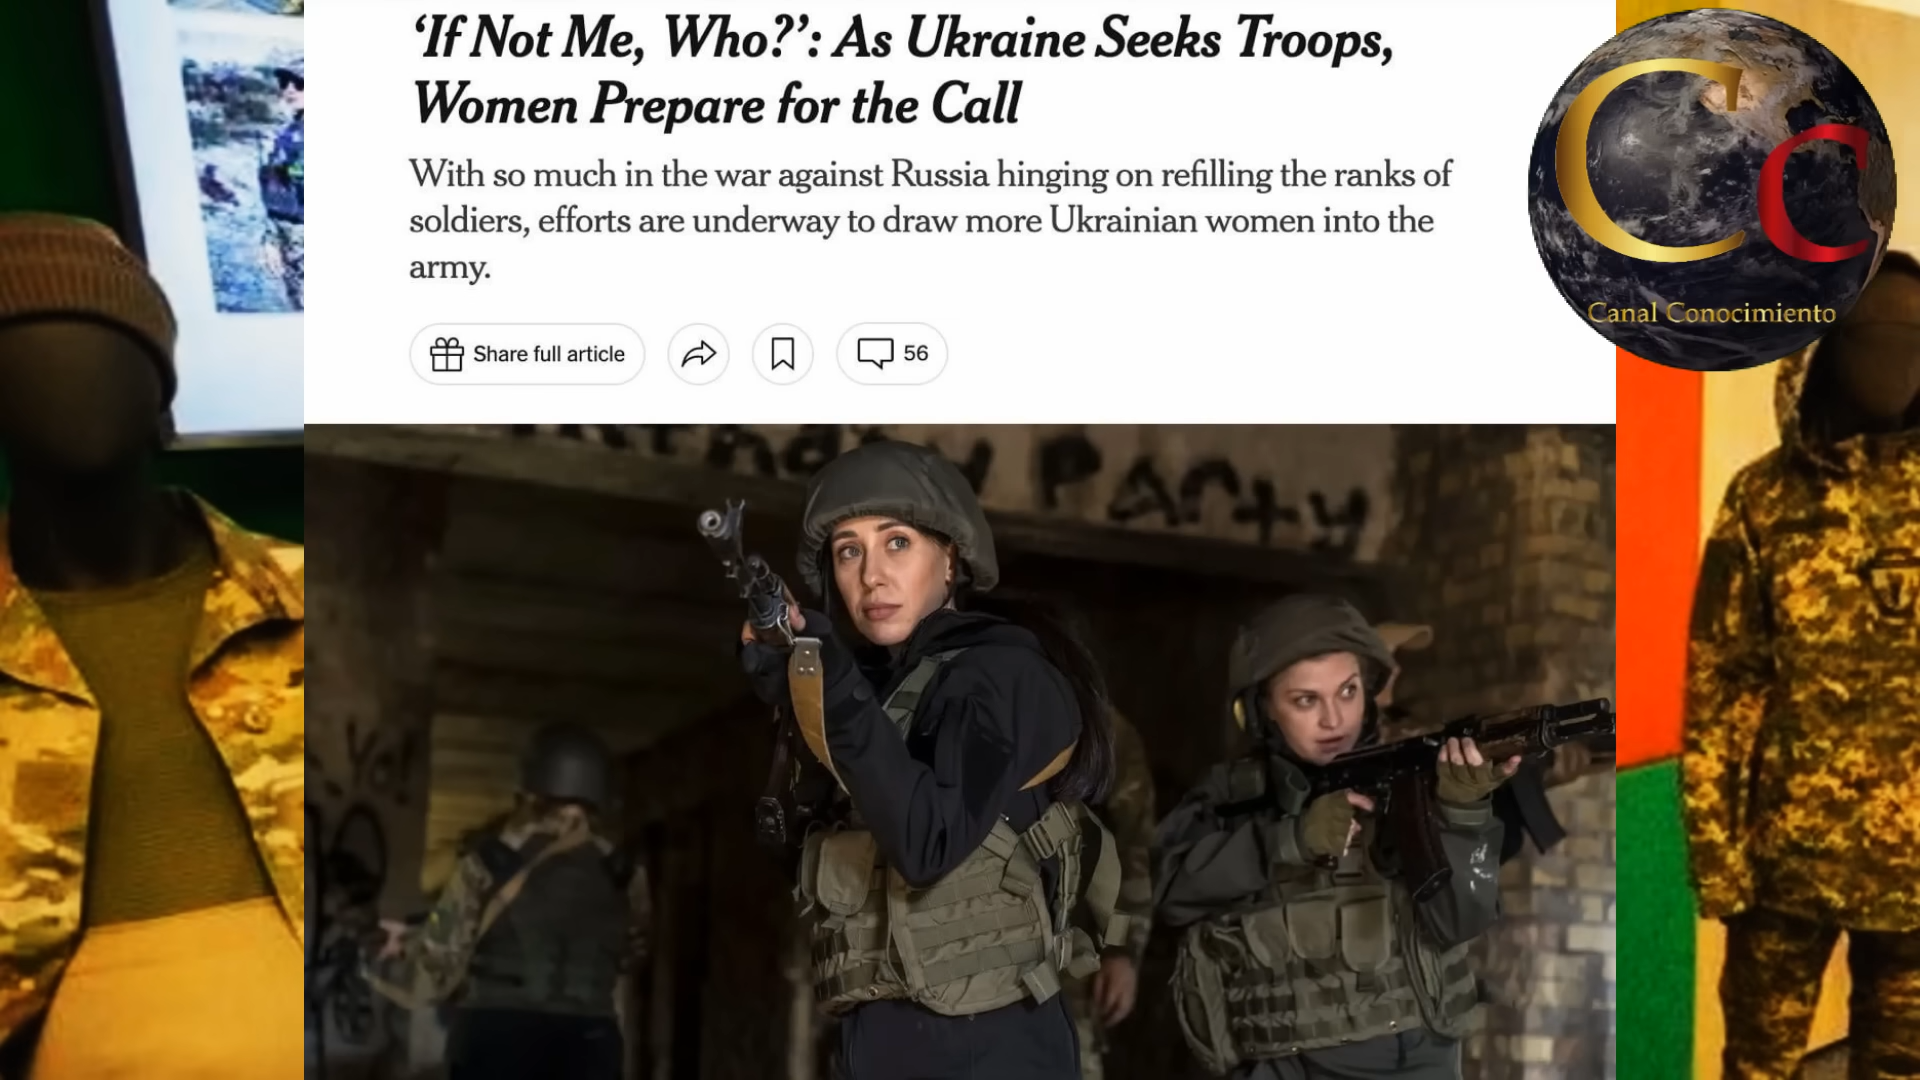 ‘If Not Me, Who?’: As Ukraine Seeks Troops,
Women Prepare for the Call
With so much in the war against Russia hinging on refilling the ranks of
soldiers, efforts are underway to draw more Ukrainian women into the
army.
Share full article
56
Cc
Canal Conocimiento
Party